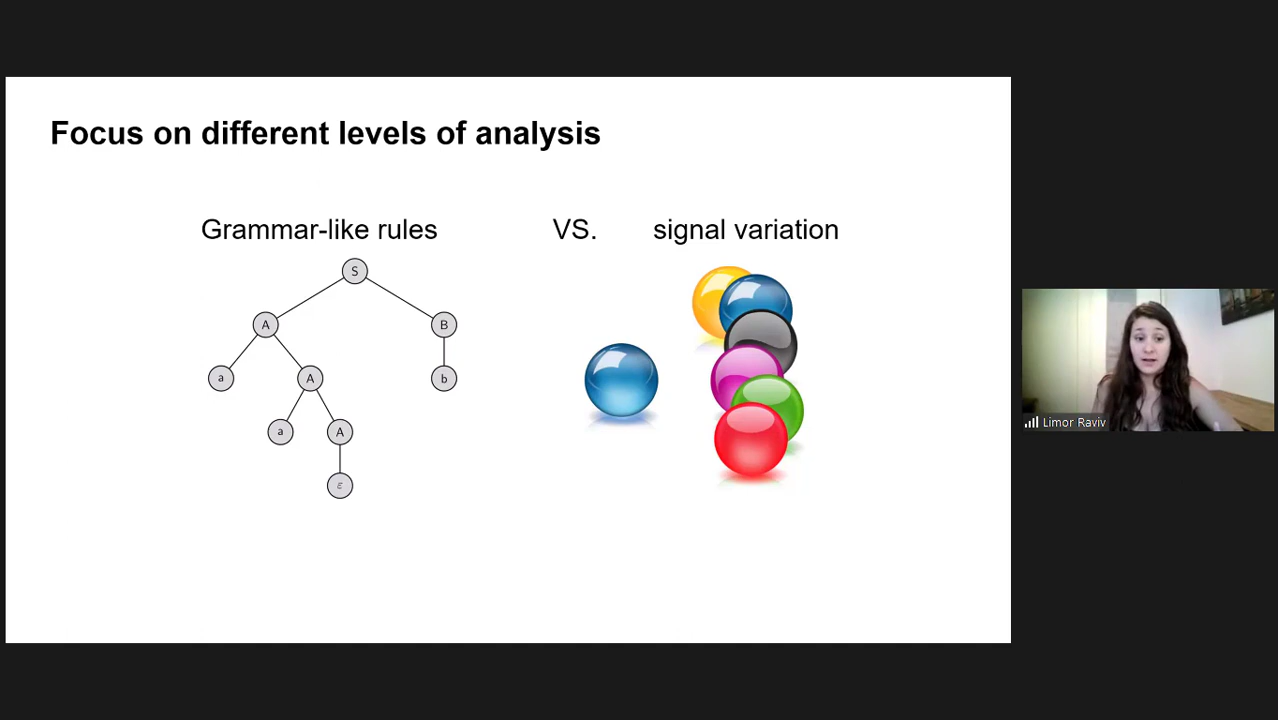 Focus on different levels of analysis
Grammar-like rules VS. signal variation
S
A B
a A b
a A
ε
Limor Raviv